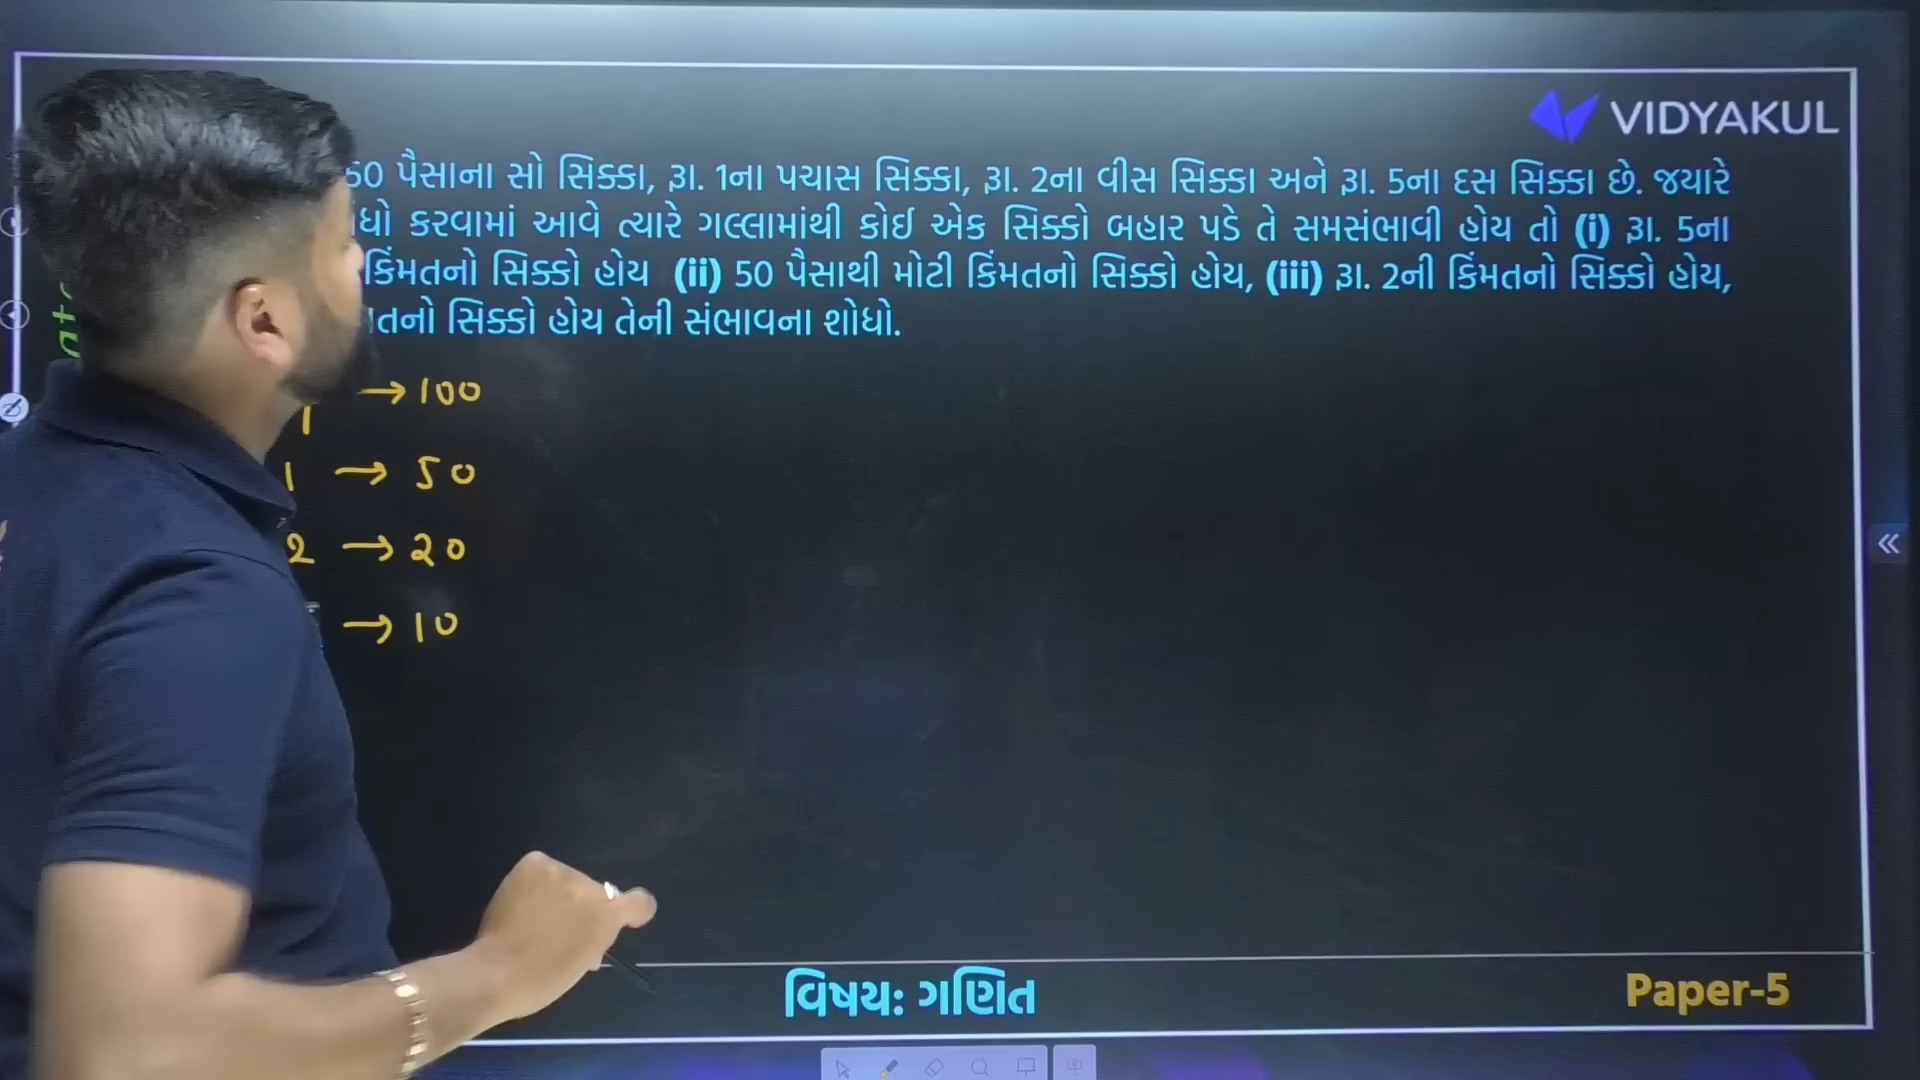 VIDYAKUL
50 પૈસાના સો સિક્કા, રૂા. 1ના પચાસ સિક્કા, રૂા. 2ના વીસ સિક્કા અને રૂા. 5ના દસ સિક્કા છે. જયારે
કરવામાં આવે ત્યારે ગલ્લામાંથી કોઇ એક સિક્કો બહાર પડે તે સમસંભાવી હોય તો (i) રૂા. 5ના
કિંમતનો સિક્કો હોય (ii) 50 પૈસાથી મોટી કિંમતનો સિક્કો હોય, (iii) રૂા. 2ની કિંમતનો સિક્કો હોય,
સિક્કો હોય તેની સંભાવના શોધો.
1 → 100
1 → 50
2 → 20
→ 10
વિષય: ગણિત
Paper-5